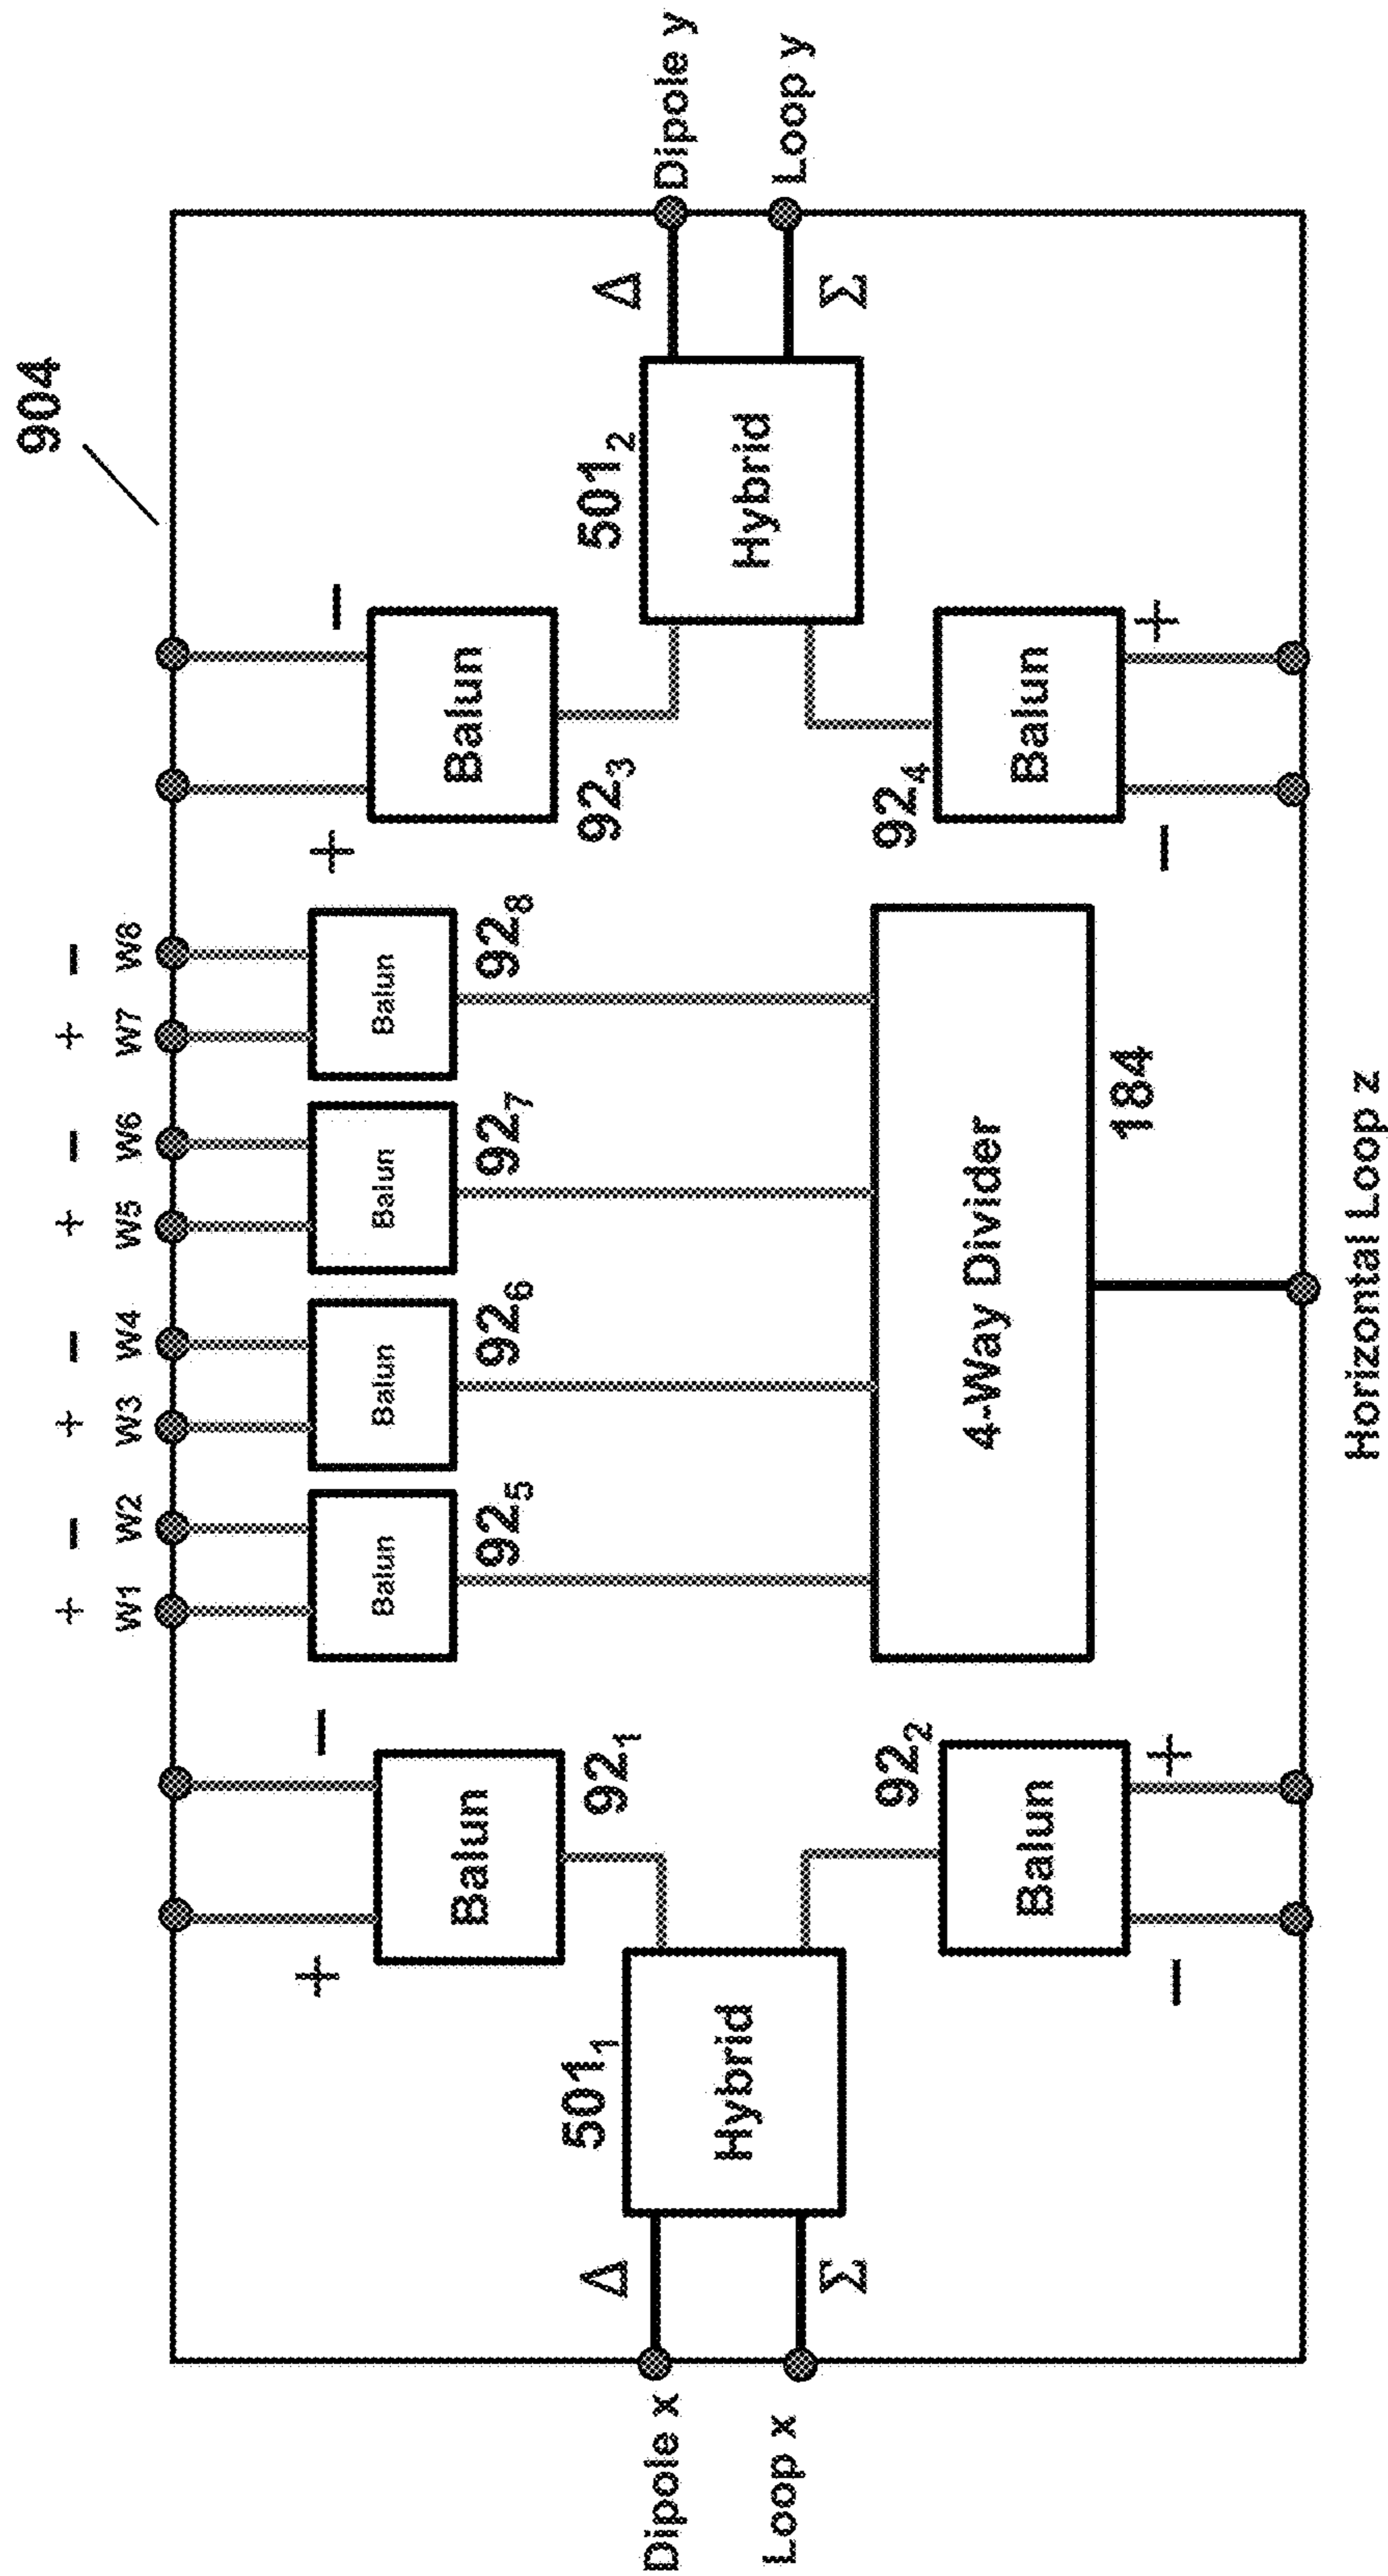 904
+ − + − + − + −
W1 W2 W3 W4 W5 W6 W7 W8
+ − + −
Balun Balun Balun Balun Balun Balun
92₁ 92₅ 92₆ 92₇ 92₈ 92₃
501₁ 501₂
Dipole x Δ Δ Dipole y
Hybrid Hybrid
Loop x Σ Σ Loop y
92₂ 92₄
4-Way Divider
Balun Balun
184
− + − +
Horizontal Loop z